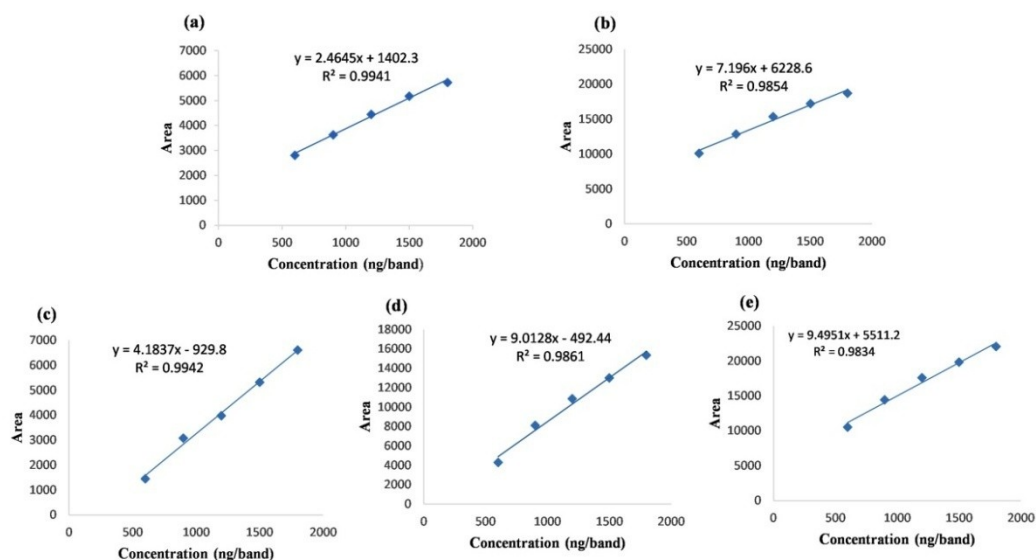 (a)
y = 2.4645x + 1402.3
R² = 0.9941
7000
6000
5000
4000
3000
2000
1000
0
Area
0 500 1000 1500 2000
Concentration (ng/band)
(b)
y = 7.196x + 6228.6
R² = 0.9854
25000
20000
15000
10000
5000
0
Area
0 500 1000 1500 2000
Concentration (ng/band)
(c)
y = 4.1837x - 929.8
R² = 0.9942
7000
6000
5000
4000
3000
2000
1000
0
Area
0 500 1000 1500 2000
Concentration (ng/band)
(d)
y = 9.0128x - 492.44
R² = 0.9861
18000
16000
14000
12000
10000
8000
6000
4000
2000
0
Area
0 500 1000 1500 2000
Concentration (ng/band)
(e)
y = 9.4951x + 5511.2
R² = 0.9834
25000
20000
15000
10000
5000
0
Area
0 500 1000 1500 2000
Concentration (ng/band)